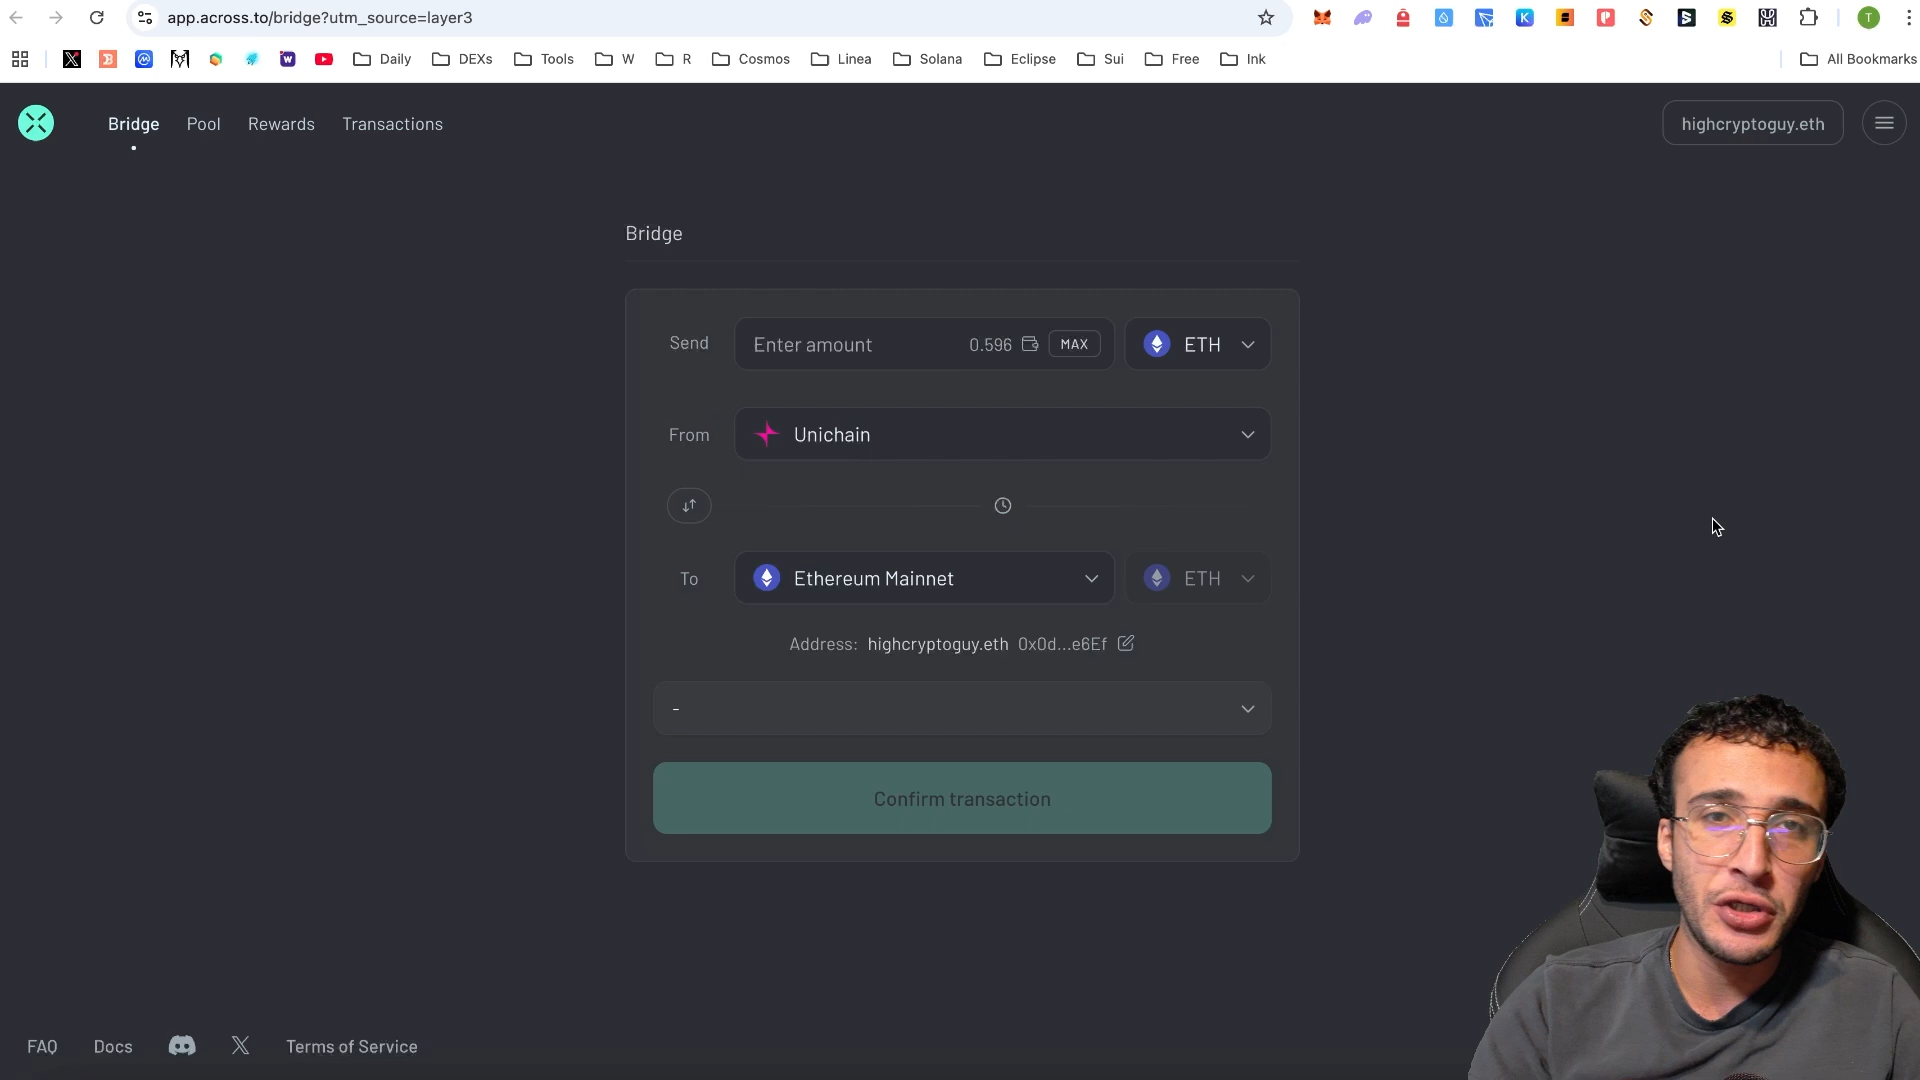 app.across.to/bridge?utm_source=layer3
T
Daily DEXs Tools W R Cosmos Linea Solana Eclipse Sui Free Ink All Bookmarks
Bridge Pool Rewards Transactions highcryptoguy.eth
Bridge
Send Enter amount 0.596 MAX ETH
From Unichain
To Ethereum Mainnet ETH
Address: highcryptoguy.eth 0x0d...e6Ef
-
Confirm transaction
FAQ Docs Terms of Service